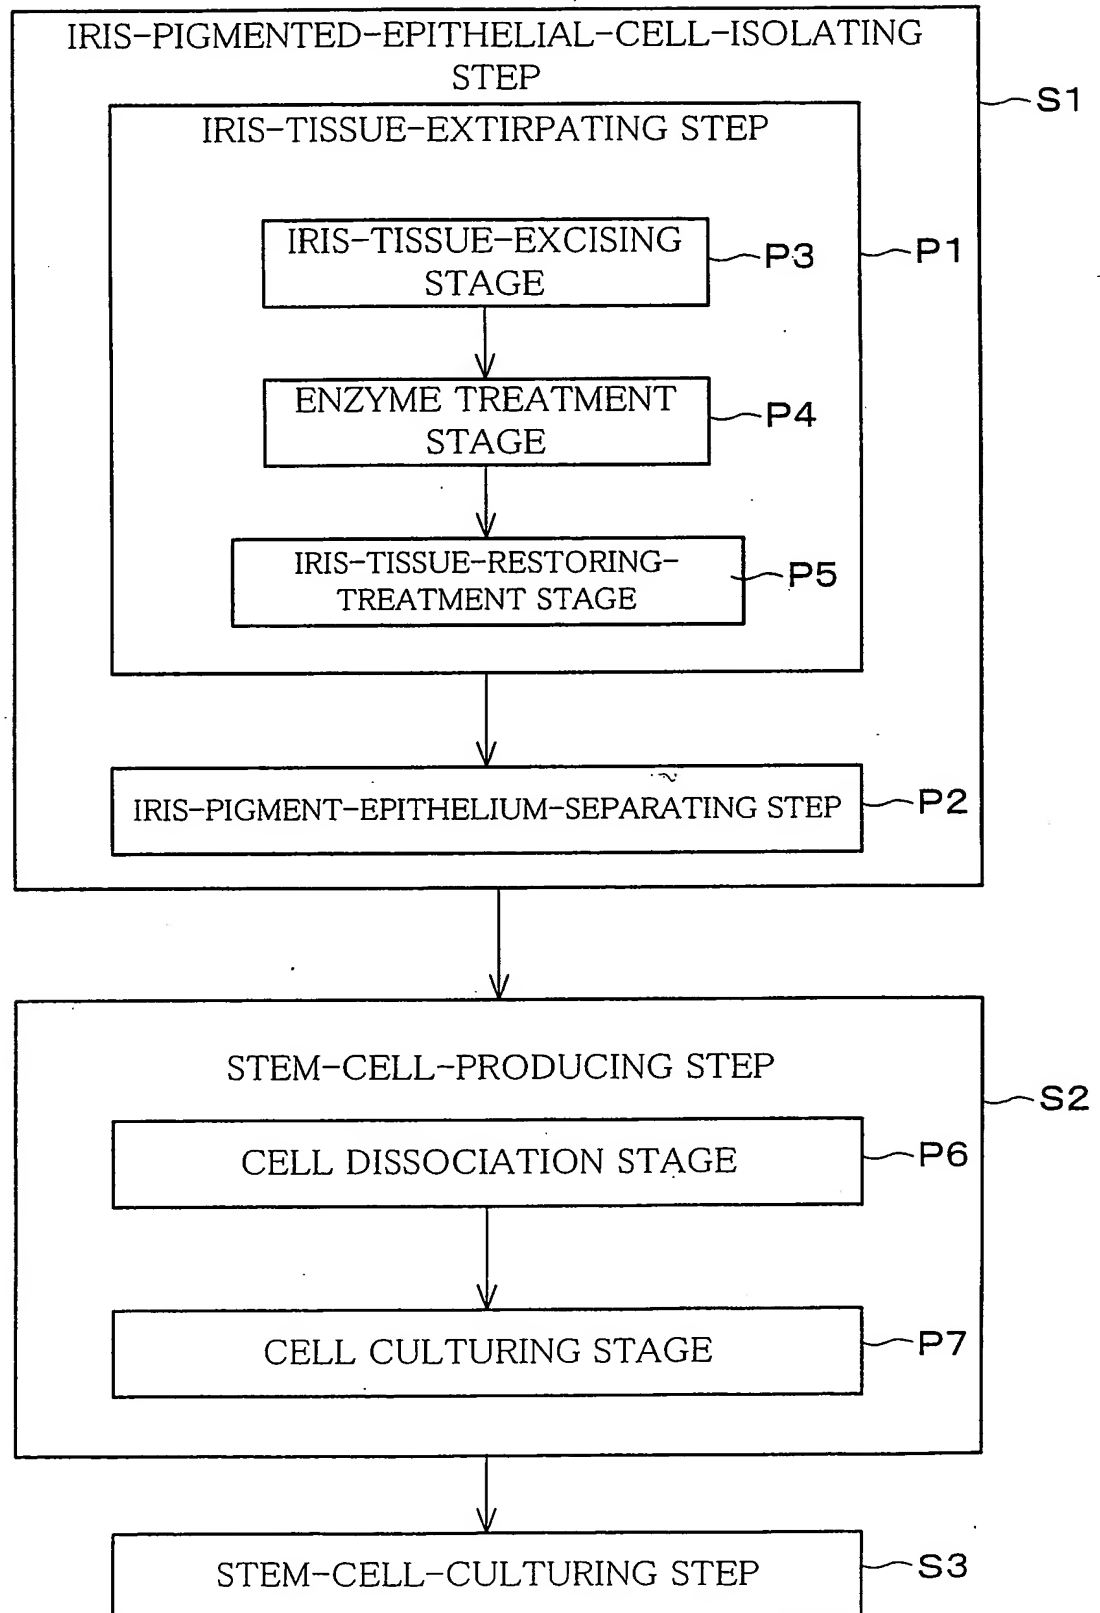 IRIS-PIGMENTED-EPITHELIAL-CELL-ISOLATING
STEP
S1
IRIS-TISSUE-EXTIRPATING STEP
P1
IRIS-TISSUE-EXCISING
STAGE
P3
ENZYME TREATMENT
STAGE
P4
IRIS-TISSUE-RESTORING-
TREATMENT STAGE
P5
IRIS-PIGMENT-EPITHELIUM-SEPARATING STEP
P2
STEM-CELL-PRODUCING STEP
S2
CELL DISSOCIATION STAGE
P6
CELL CULTURING STAGE
P7
STEM-CELL-CULTURING STEP
S3